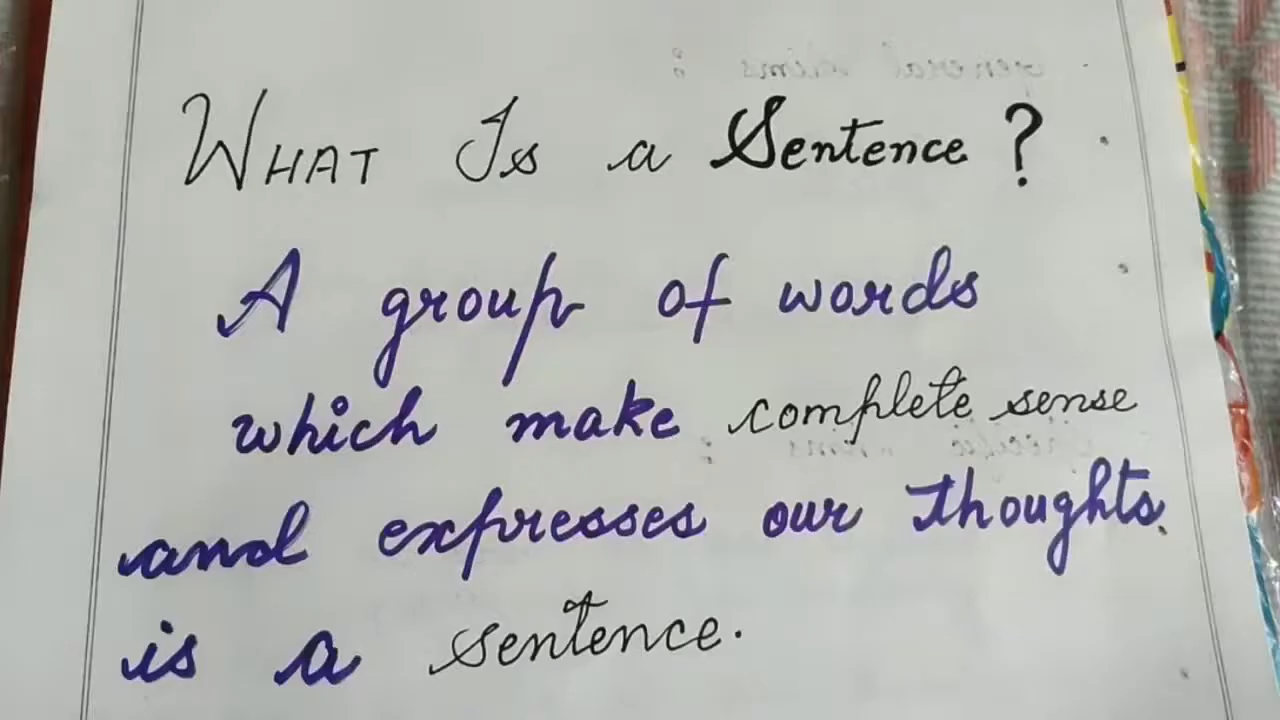 What Is a Sentence ?
A group of words
which make complete sense
and expresses our thoughts
is a sentence.